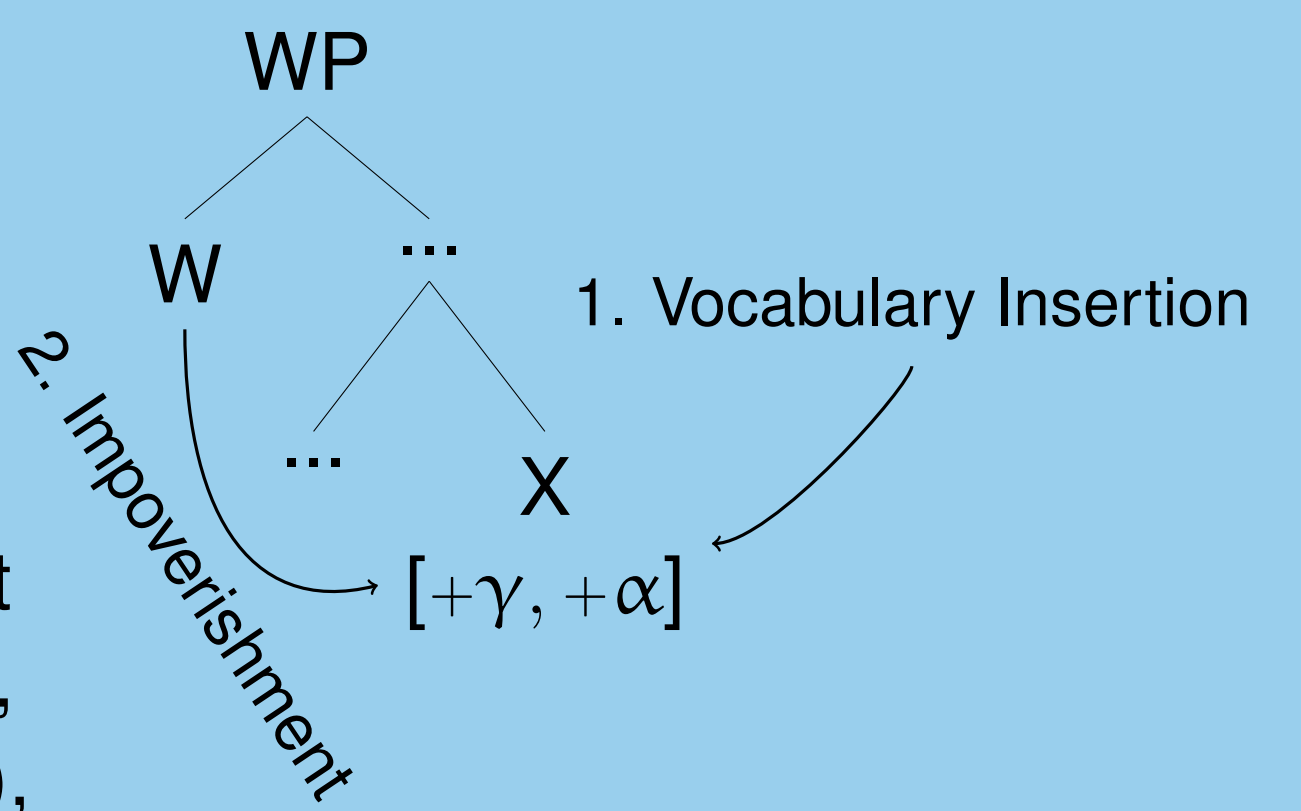 WP
W
...
1. Vocabulary Insertion
2. Impoverishment
...
X
[+γ, +α]
t
,
),